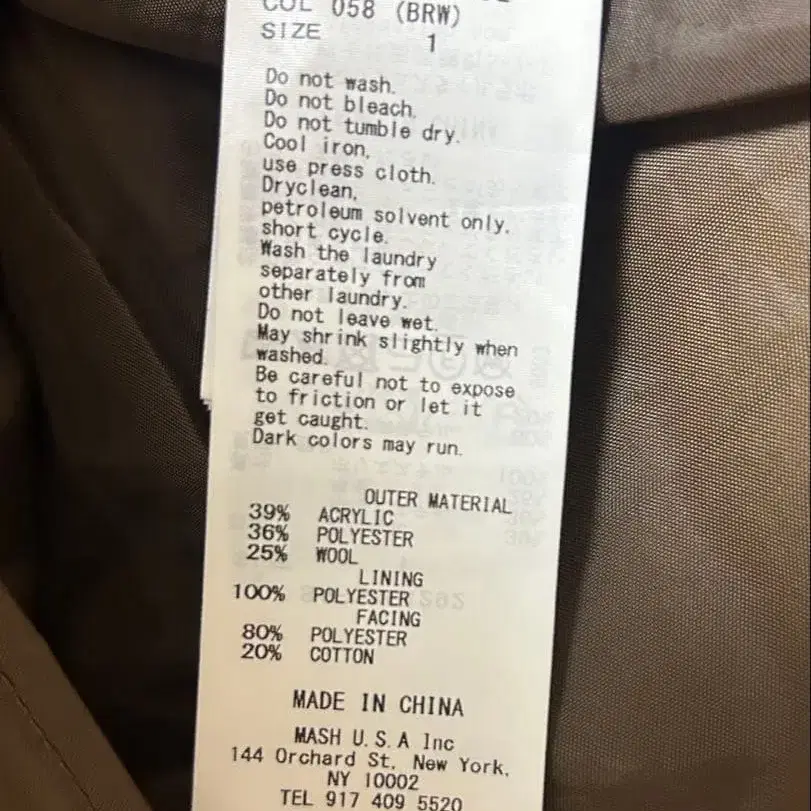 COL 058 (BRW)
SIZE 1
Do not wash.
Do not bleach.
Do not tumble dry.
Cool iron,
use press cloth.
Dryclean,
petroleum solvent only.
short cycle.
Wash the laundry
separately from
other laundry.
Do not leave wet.
May shrink slightly when
washed.
Be careful not to expose
to friction or let it
get caught.
Dark colors may run.
OUTER MATERIAL
39% ACRYLIC
36% POLYESTER
25% WOOL
LINING
100% POLYESTER
FACING
80% POLYESTER
20% COTTON
MADE IN CHINA
MASH U.S.A Inc
144 Orchard St. New York.
NY 10002
TEL 917 409 5520